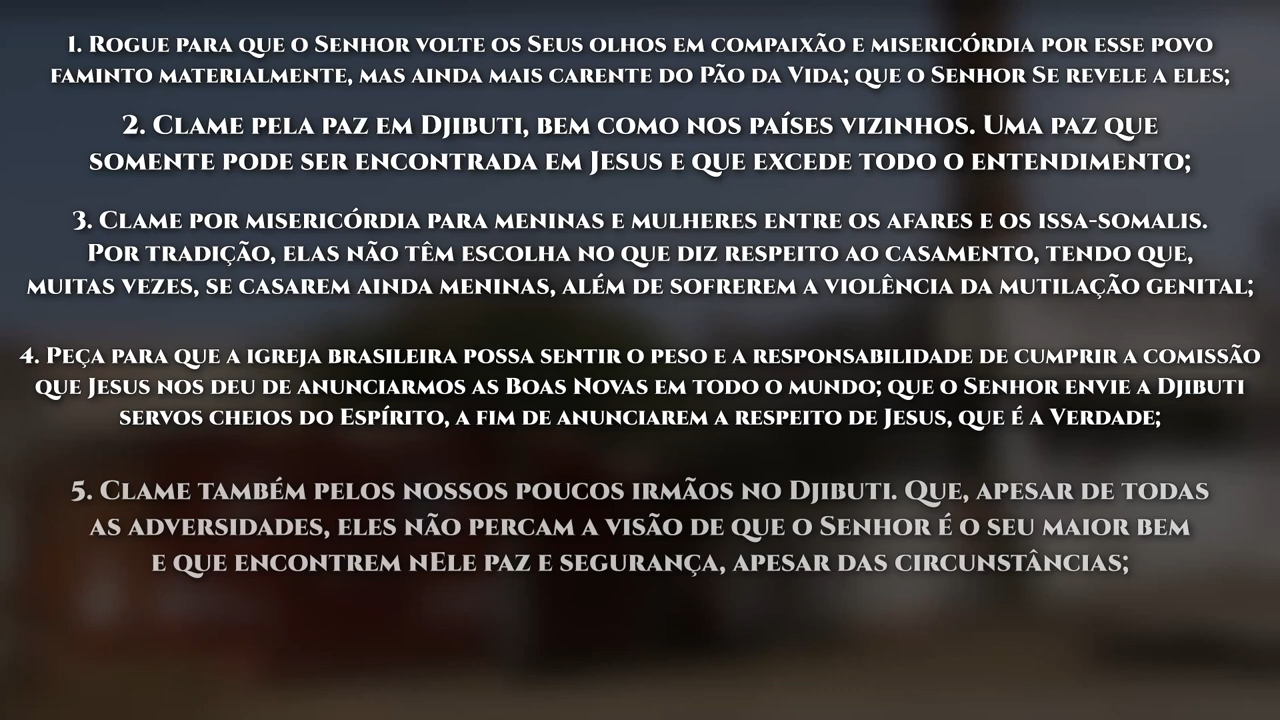 1. Rogue para que o Senhor volte os Seus olhos em compaixão e misericórdia por esse povo
faminto materialmente, mas ainda mais carente do Pão da Vida; que o Senhor Se revele a eles;
2. Clame pela paz em Djibuti, bem como nos países vizinhos. Uma paz que
somente pode ser encontrada em Jesus e que excede todo o entendimento;
3. Clame por misericórdia para meninas e mulheres entre os afares e os issa-somalis.
Por tradição, elas não têm escolha no que diz respeito ao casamento, tendo que,
muitas vezes, se casarem ainda meninas, além de sofrerem a violência da mutilação genital;
4. Peça para que a igreja brasileira possa sentir o peso e a responsabilidade de cumprir a comissão
que Jesus nos deu de anunciarmos as Boas Novas em todo o mundo; que o Senhor envie a Djibuti
servos cheios do Espírito, a fim de anunciarem a respeito de Jesus, que é a Verdade;
5. Clame também pelos nossos poucos irmãos no Djibuti. Que, apesar de todas
as adversidades, eles não percam a visão de que o Senhor é o seu maior bem
e que encontrem nEle paz e segurança, apesar das circunstâncias;